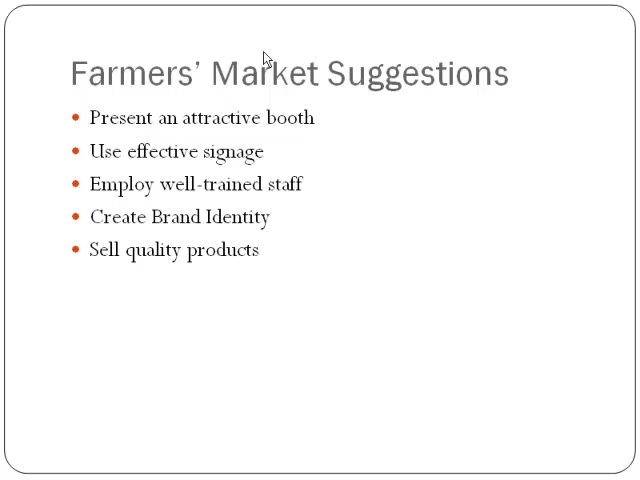 Farmers’ Market Suggestions
Present an attractive booth
Use effective signage
Employ well-trained staff
Create Brand Identity
Sell quality products